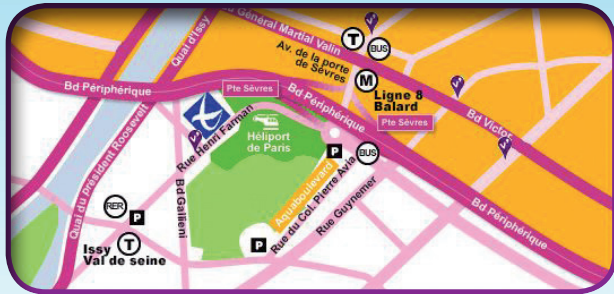 Quai d'Issy
Bd Général Martial Valin
T
BUS
Av. de la porte
de Sèvres
M
Ligne 8
Balard
Bd Périphérique
Pte Sèvres
Bd Périphérique
Pte Sèvres
Bd Victor
Quai du président Roosevelt
Rue Henri Farman
Héliport
de Paris
P
BUS
Bd Gallieni
Aquaboulevard
Rue du Col. Pierre Avia
Rue Guynemer
Bd Périphérique
RER
P
Issy
T
Val de seine
P